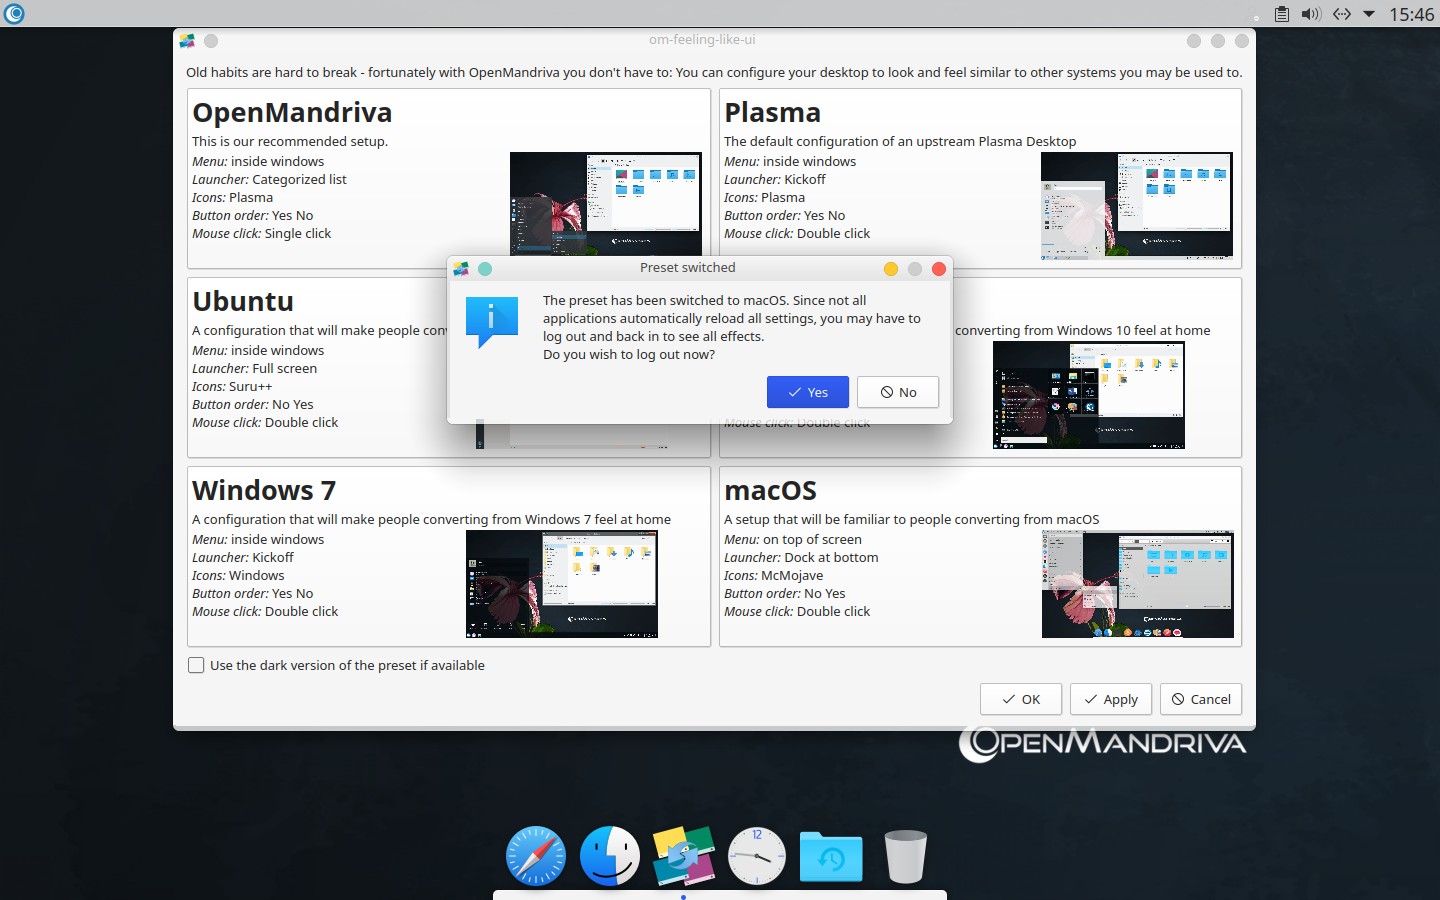 15:46
om-feeling-like-ui
Old habits are hard to break - fortunately with OpenMandriva you don't have to: You can configure your desktop to look and feel similar to other systems you may be used to.
OpenMandriva
This is our recommended setup.
Menu: inside windows
Launcher: Categorized list
Icons: Plasma
Button order: Yes No
Mouse click: Single click
Plasma
The default configuration of an upstream Plasma Desktop
Menu: inside windows
Launcher: Kickoff
Icons: Plasma
Button order: Yes No
Mouse click: Double click
Preset switched
The preset has been switched to macOS. Since not all
applications automatically reload all settings, you may have to
log out and back in to see all effects.
Do you wish to log out now?
Yes
No
Ubuntu
A configuration that will make people con
Menu: inside windows
Launcher: Full screen
Icons: Suru++
Button order: No Yes
Mouse click: Double click
converting from Windows 10 feel at home
Mouse click: Double click
Windows 7
A configuration that will make people converting from Windows 7 feel at home
Menu: inside windows
Launcher: Kickoff
Icons: Windows
Button order: Yes No
Mouse click: Double click
macOS
A setup that will be familiar to people converting from macOS
Menu: on top of screen
Launcher: Dock at bottom
Icons: McMojave
Button order: No Yes
Mouse click: Double click
Use the dark version of the preset if available
OK
Apply
Cancel
OPENMANDRIVA
12